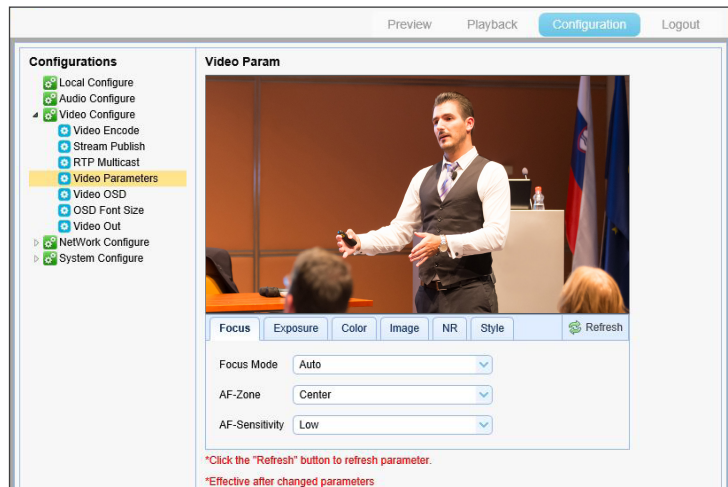 Preview Playback Configuration Logout
Configurations
Local Configure
Audio Configure
Video Configure
Video Encode
Stream Publish
RTP Multicast
Video Parameters
Video OSD
OSD Font Size
Video Out
NetWork Configure
System Configure
Video Param
Focus Exposure Color Image NR Style Refresh
Focus Mode Auto
AF-Zone Center
AF-Sensitivity Low
*Click the "Refresh" button to refresh parameter.
*Effective after changed parameters